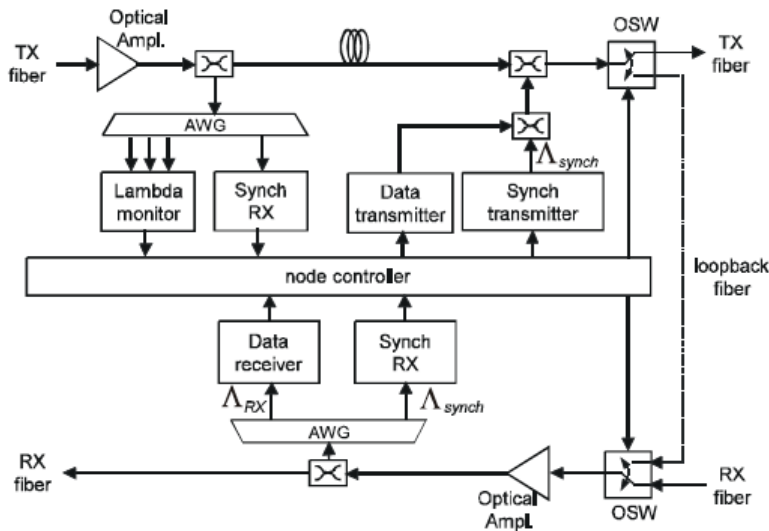 Optical
Ampl.
OSW
TX
fiber
TX
fiber
AWG
Λsynch
Lambda
monitor
Synch
RX
Data
transmitter
Synch
transmitter
loopback
fiber
node controller
Data
receiver
Synch
RX
ΛRX
Λsynch
AWG
RX
fiber
RX
fiber
Optical
Ampl.
OSW